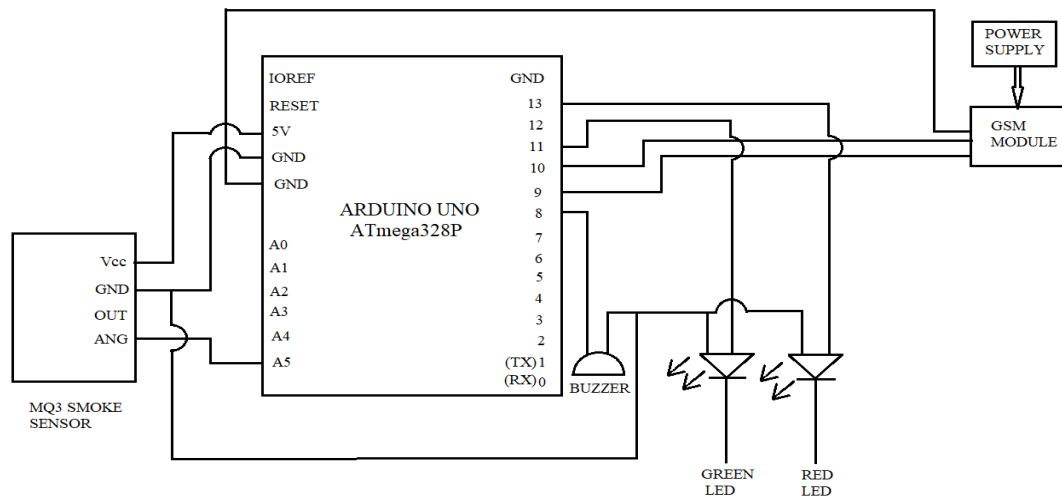 POWER
SUPPLY
GSM
MODULE
IOREF
RESET
5V
GND
GND
A0
A1
A2
A3
A4
A5
ARDUINO UNO
ATmega328P
GND
13
12
11
10
9
8
7
6
5
4
3
2
(TX)1
(RX)0
Vcc
GND
OUT
ANG
MQ3 SMOKE
SENSOR
BUZZER
GREEN
LED
RED
LED